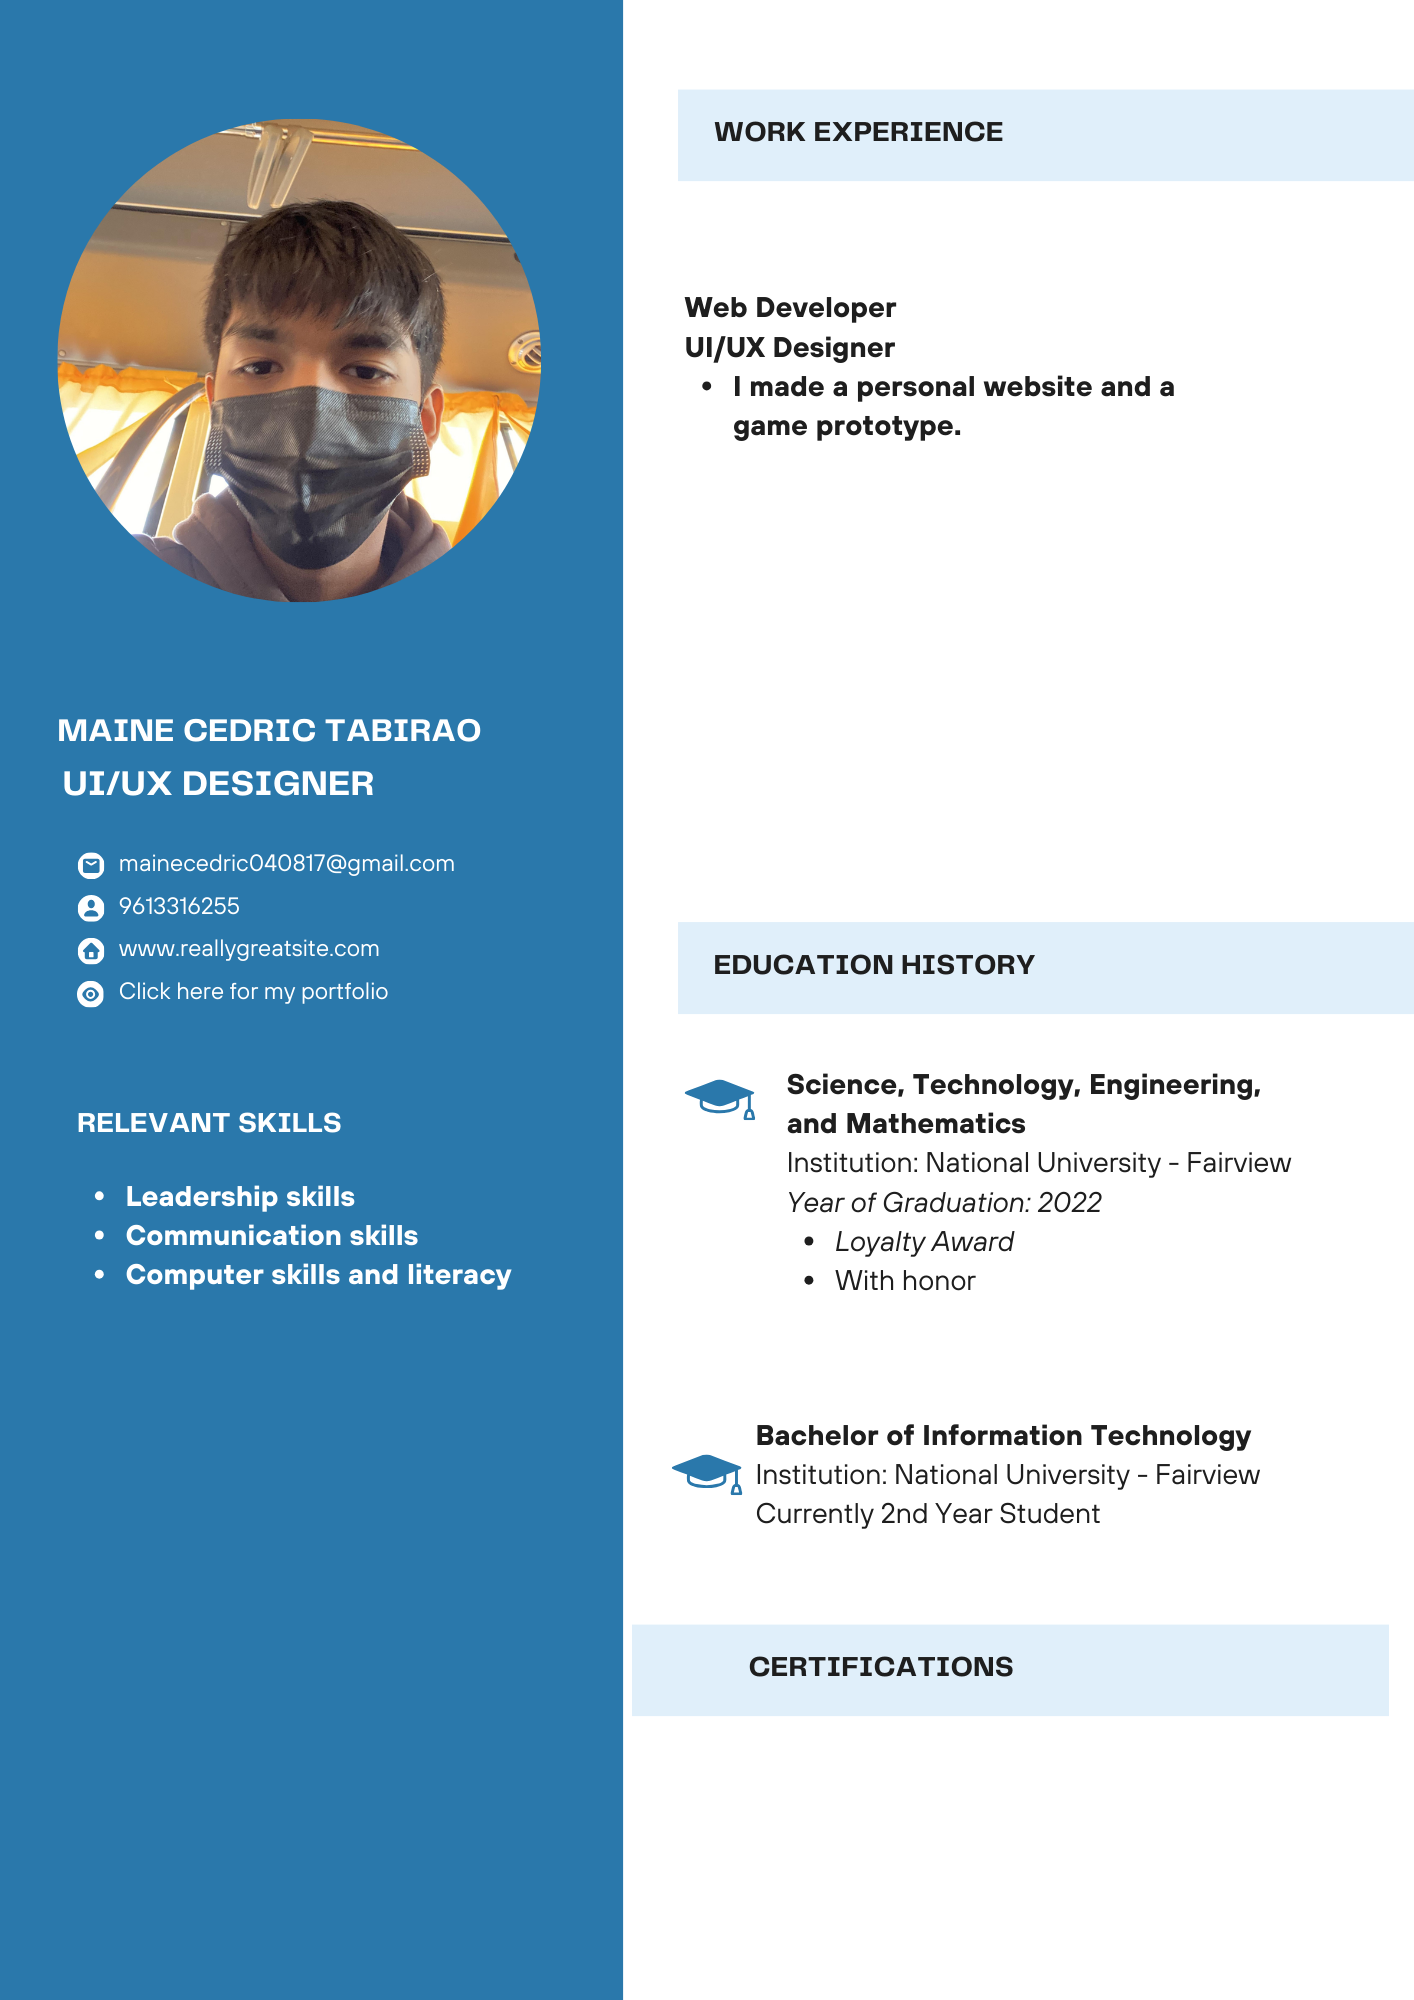 MAINE CEDRIC TABIRAO
UI/UX DESIGNER
mainecedric040817@gmail.com
9613316255
www.reallygreatsite.com
Click here for my portfolio
RELEVANT SKILLS
• Leadership skills
• Communication skills
• Computer skills and literacy
WORK EXPERIENCE
Web Developer
UI/UX Designer
• I made a personal website and a
game prototype.
EDUCATION HISTORY
Science, Technology, Engineering,
and Mathematics
Institution: National University - Fairview
Year of Graduation: 2022
• Loyalty Award
• With honor
Bachelor of Information Technology
Institution: National University - Fairview
Currently 2nd Year Student
CERTIFICATIONS